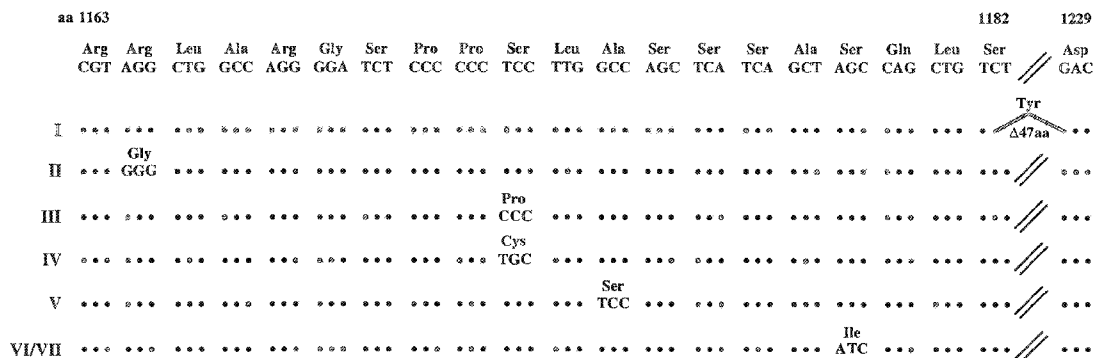 aa 1163 1182 1229
Arg Arg Leu Ala Arg Gly Ser Pro Pro Ser Leu Ala Ser Ser Ser Ala Ser Gln Leu Ser Asp
CGT AGG CTG GCC AGG GGA TCT CCC CCC TCC TTG GCC AGC TCA TCA GCT AGC CAG CTG TCT GAC
Tyr
I Δ47aa
Gly
II GGG
Pro
III CCC
Cys
IV TGC
Ser
V TCC
Ile
VI/VII ATC